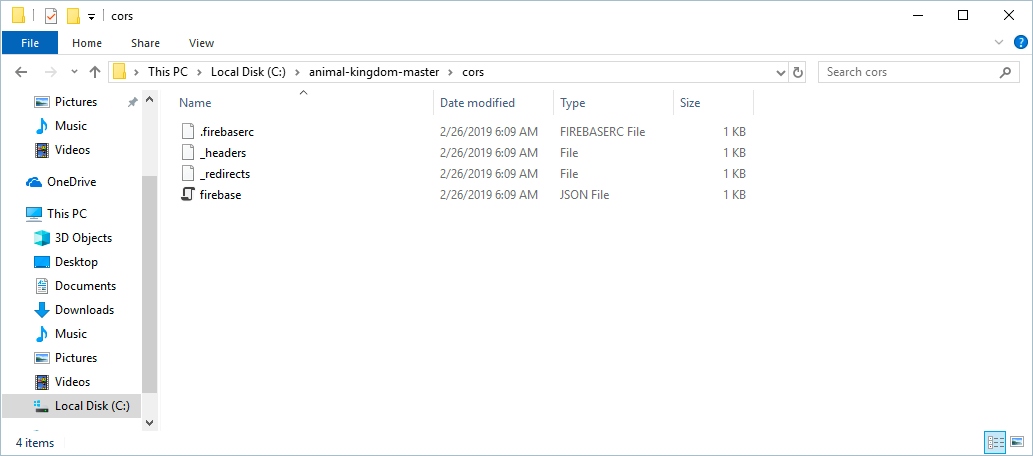 cors
File Home Share View
This PC Local Disk (C:) animal-kingdom-master cors
Search cors
Pictures
Music
Videos
OneDrive
This PC
3D Objects
Desktop
Documents
Downloads
Music
Pictures
Videos
Local Disk (C:)
Name Date modified Type Size
.firebaserc 2/26/2019 6:09 AM FIREBASERC File 1 KB
_headers 2/26/2019 6:09 AM File 1 KB
_redirects 2/26/2019 6:09 AM File 1 KB
firebase 2/26/2019 6:09 AM JSON File 1 KB
4 items